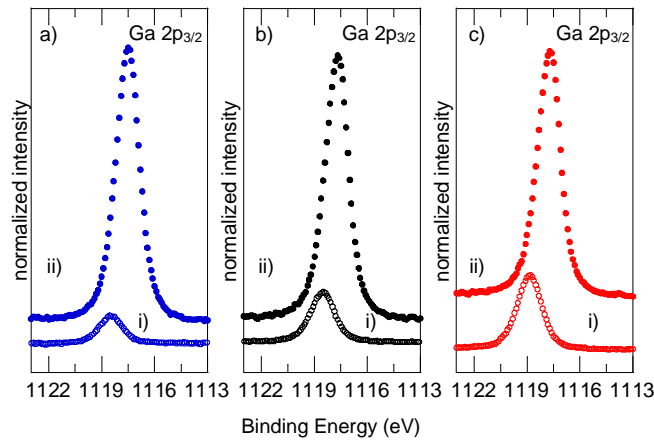 a) Ga 2p3/2
b) Ga 2p3/2
c) Ga 2p3/2
normalized intensity
normalized intensity
normalized intensity
ii)
i)
ii)
i)
ii)
i)
1122 1119 1116 1113
1122 1119 1116 1113
1122 1119 1116 1113
Binding Energy (eV)